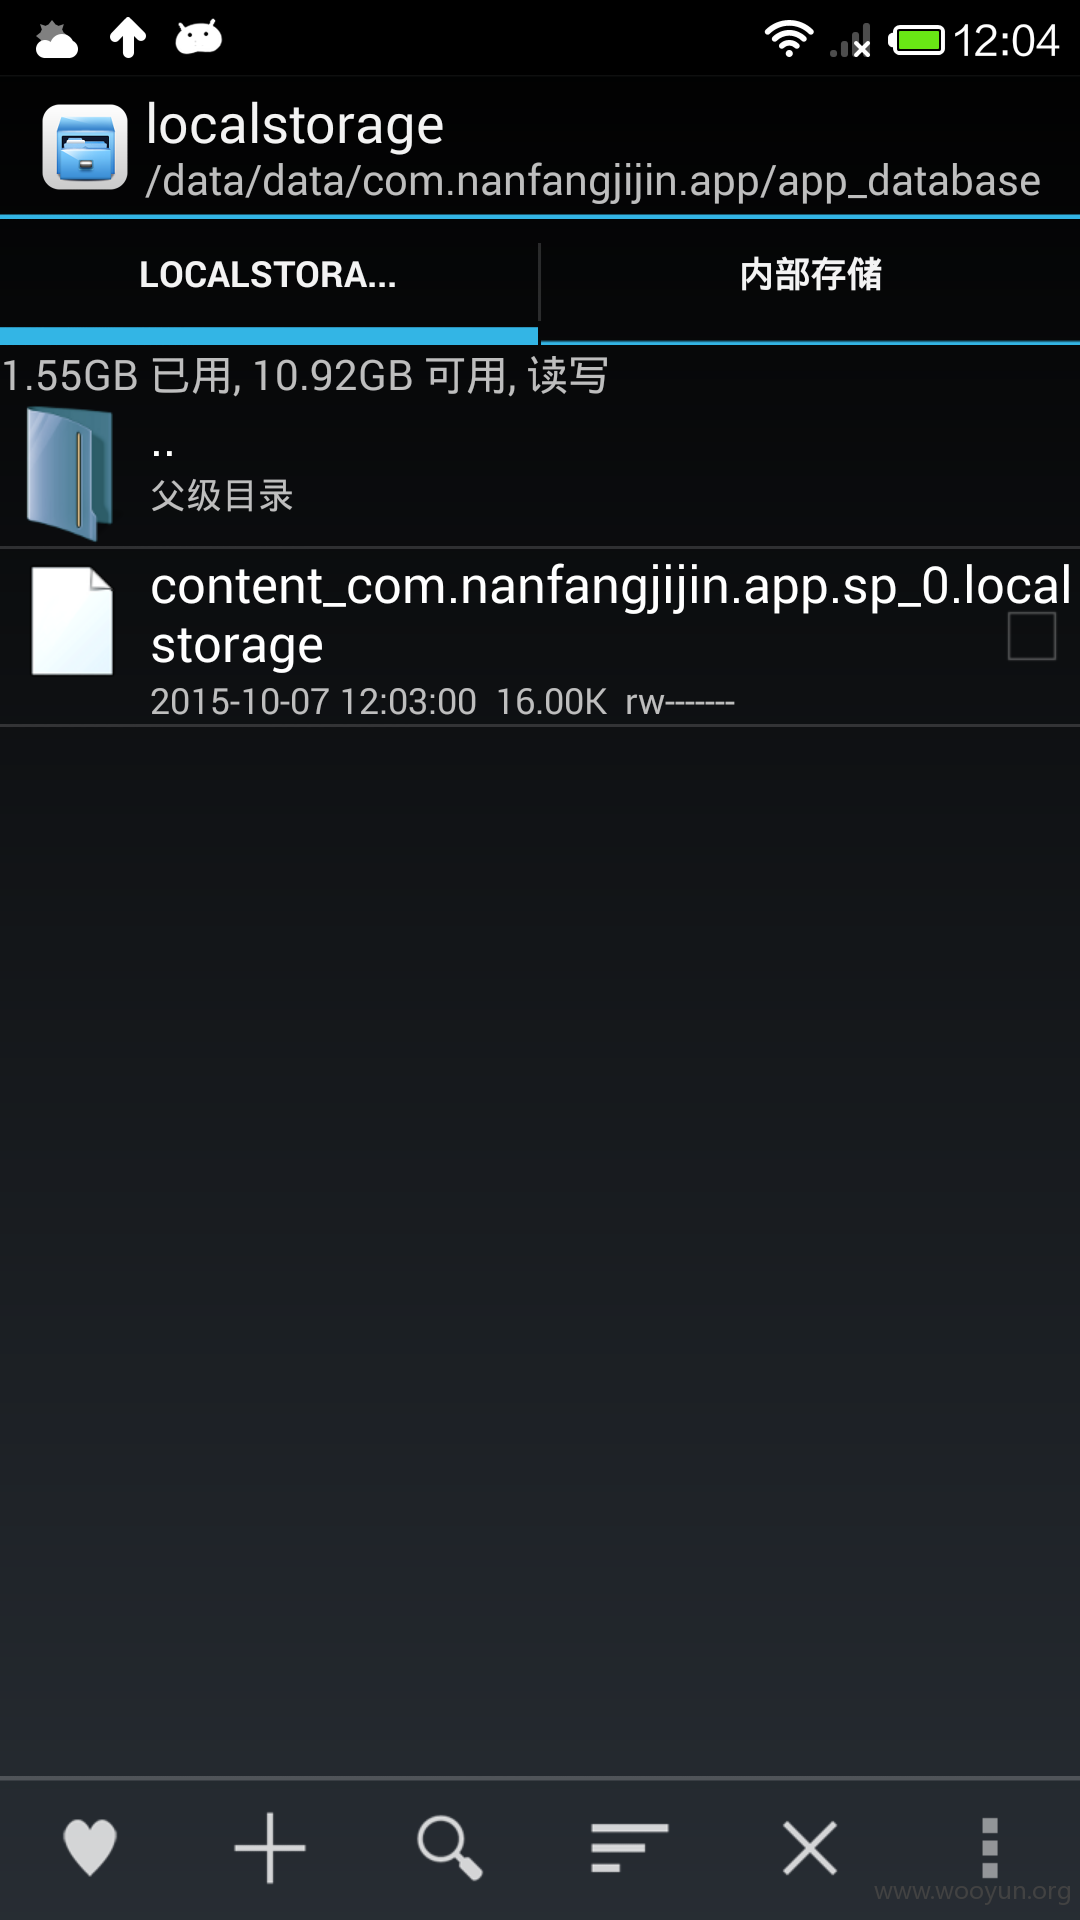 12:04
localstorage
/data/data/com.nanfangjijin.app/app_database
LOCALSTORA...
内部存储
1.55GB 已用, 10.92GB 可用, 读写
..
父级目录
content_com.nanfangjijin.app.sp_0.local
storage
2015-10-07 12:03:00  16.00K  rw-------
www.wooyun.org